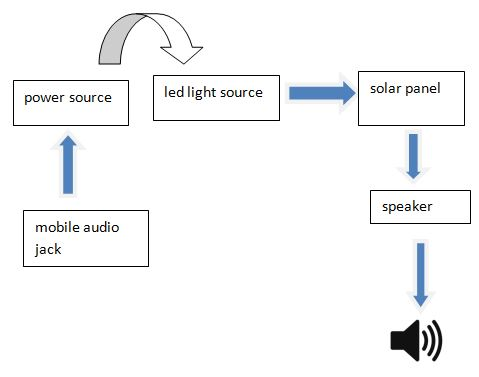 power source
led light source
solar panel
speaker
mobile audio
jack